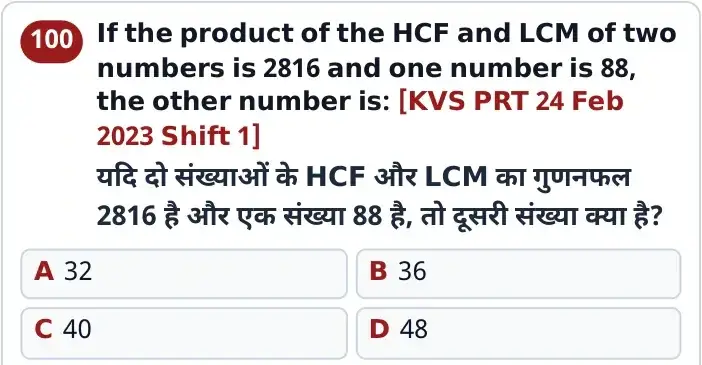 100 If the product of the HCF and LCM of two
numbers is 2816 and one number is 88,
the other number is: [KVS PRT 24 Feb
2023 Shift 1]
यदि दो संख्याओं के HCF और LCM का गुणनफल
2816 है और एक संख्या 88 है, तो दूसरी संख्या क्या है?
A 32
B 36
C 40
D 48